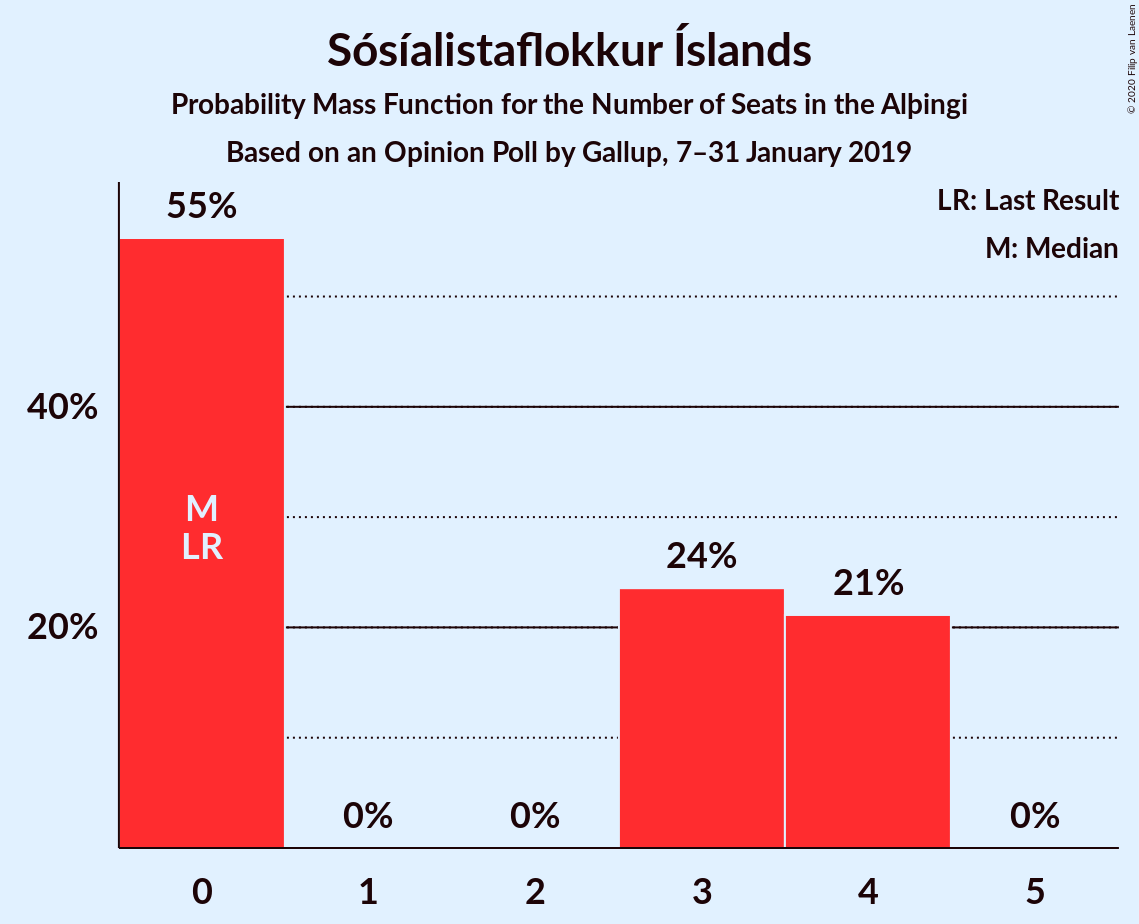 Sósíalistaflokkur Íslands
Probability Mass Function for the Number of Seats in the Alþingi
Based on an Opinion Poll by Gallup, 7–31 January 2019
© 2020 Filip van Laenen
LR: Last Result
M: Median
55%
40%
20%
M
LR
0%
0%
24%
21%
0%
0
1
2
3
4
5